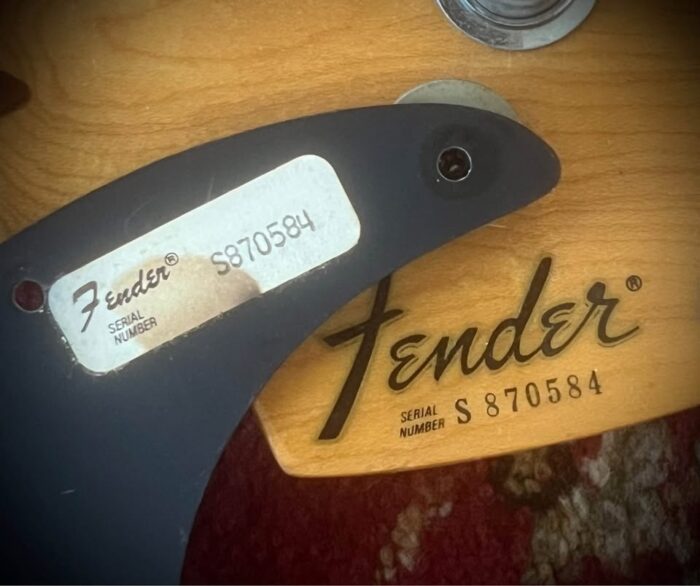 Fender®
SERIAL
NUMBER
S870584
Fender®
SERIAL
NUMBER
S 870584